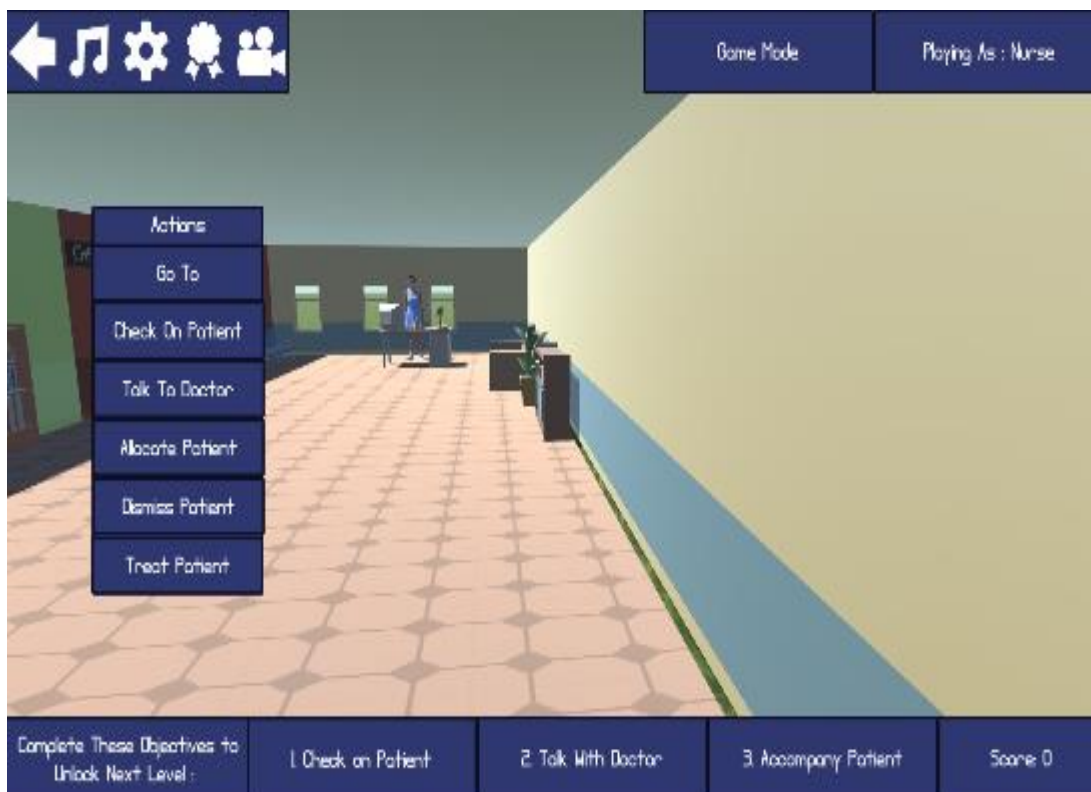 Game Mode
Playing As : Nurse
Actions
Go To
Check On Patient
Talk To Doctor
Allocate Patient
Dismiss Patient
Treat Patient
Complete These Objectives to
Unlock Next Level :
1. Check on Patient
2. Talk With Doctor
3. Accompany Patient
Score: 0